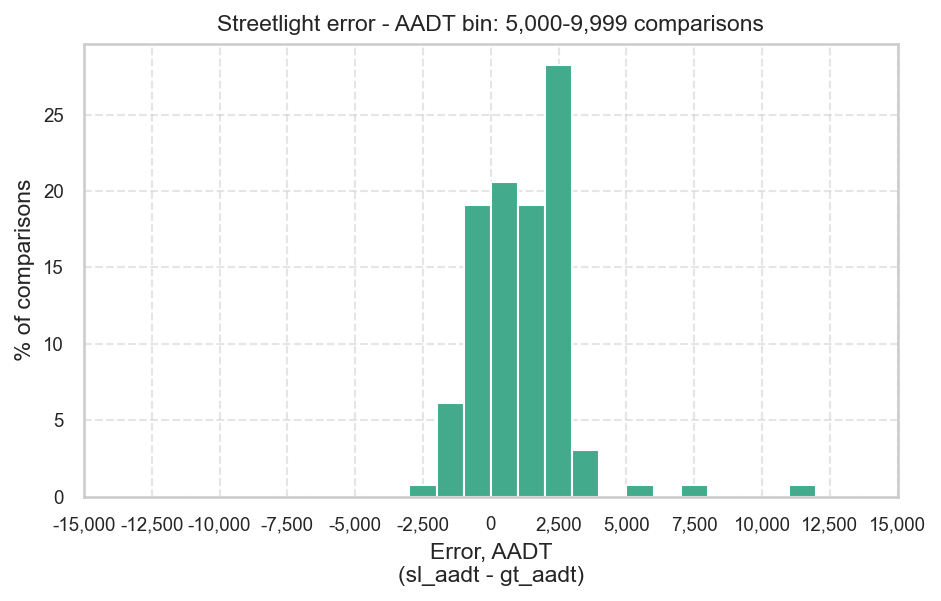 Streetlight error - AADT bin: 5,000-9,999 comparisons
% of comparisons
25
20
15
10
5
0
-15,000 -12,500 -10,000 -7,500 -5,000 -2,500 0 2,500 5,000 7,500 10,000 12,500 15,000
Error, AADT
(sl_aadt - gt_aadt)